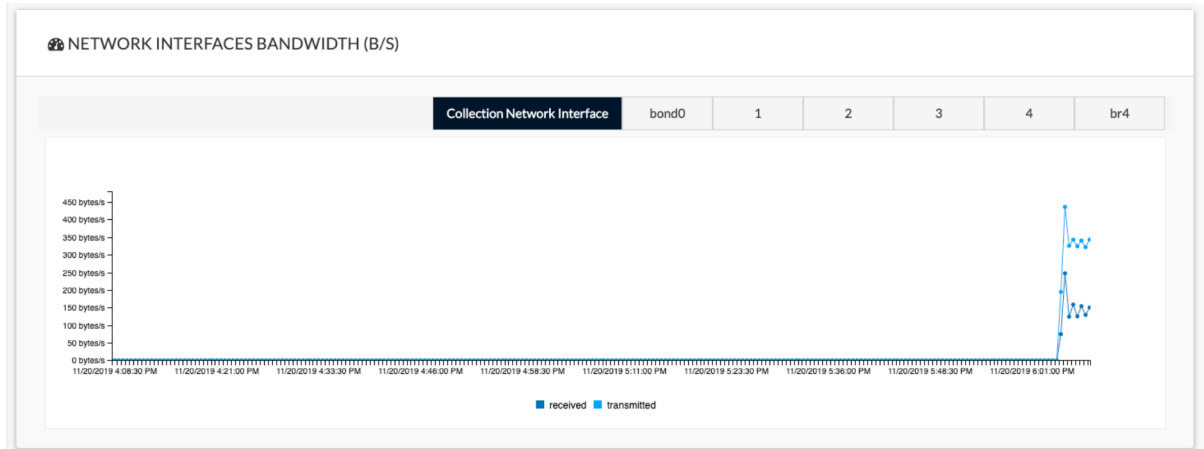 NETWORK INTERFACES BANDWIDTH (B/S)
Collection Network Interface bond0 1 2 3 4 br4
450 bytes/s
400 bytes/s
350 bytes/s
300 bytes/s
250 bytes/s
200 bytes/s
150 bytes/s
100 bytes/s
50 bytes/s
0 bytes/s
11/20/2019 4:08:30 PM 11/20/2019 4:21:00 PM 11/20/2019 4:33:30 PM 11/20/2019 4:46:00 PM 11/20/2019 4:58:30 PM 11/20/2019 5:11:00 PM 11/20/2019 5:23:30 PM 11/20/2019 5:36:00 PM 11/20/2019 5:48:30 PM 11/20/2019 6:01:00 PM
received transmitted